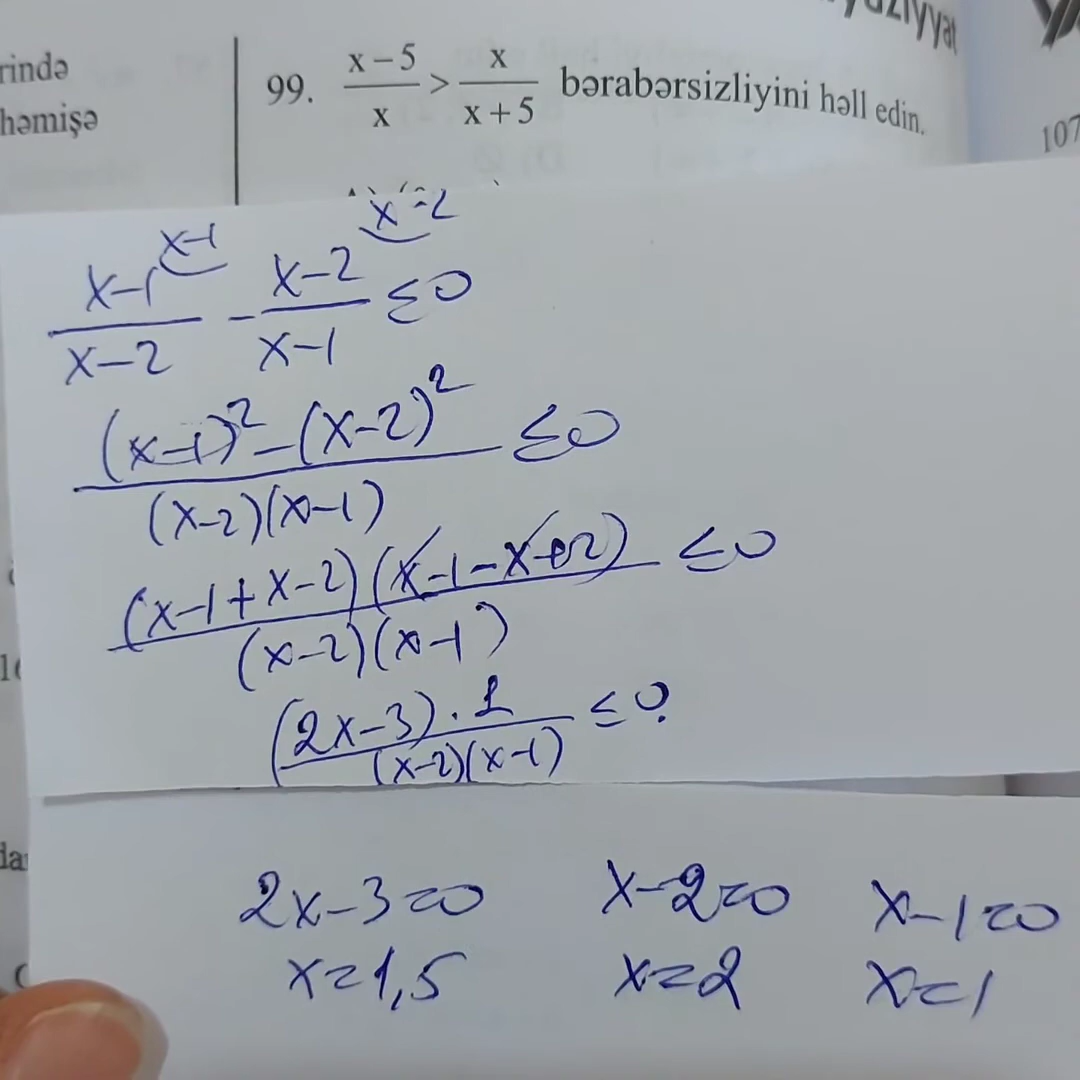 rində
həmişə
99. (x − 5)/x > x/(x + 5) bərabərsizliyini həll edin.
107
(x−1)/(x−2) ⁽ˣ⁻¹ − (x−2)/(x−1) ⁽ˣ⁻² ≤ 0
((x−1)² − (x−2)²)/((x−2)(x−1)) ≤ 0
((x−1+x−2)(x−1−x+2))/((x−2)(x−1)) ≤ 0
((2x−3)·1)/((x−2)(x−1)) ≤ 0
2x−3=0 x−2=0 x−1=0
x=1,5 x=2 x=1